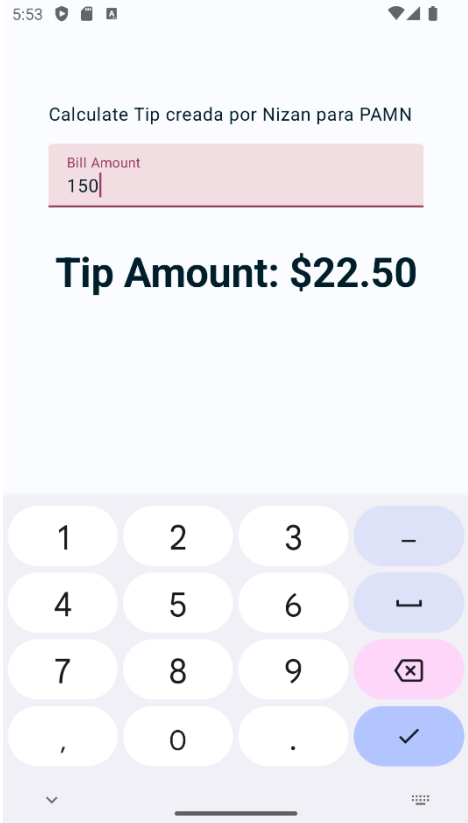 5:53
Calculate Tip creada por Nizan para PAMN
Bill Amount
150
Tip Amount: $22.50
1 2 3 –
4 5 6
7 8 9
, 0 .